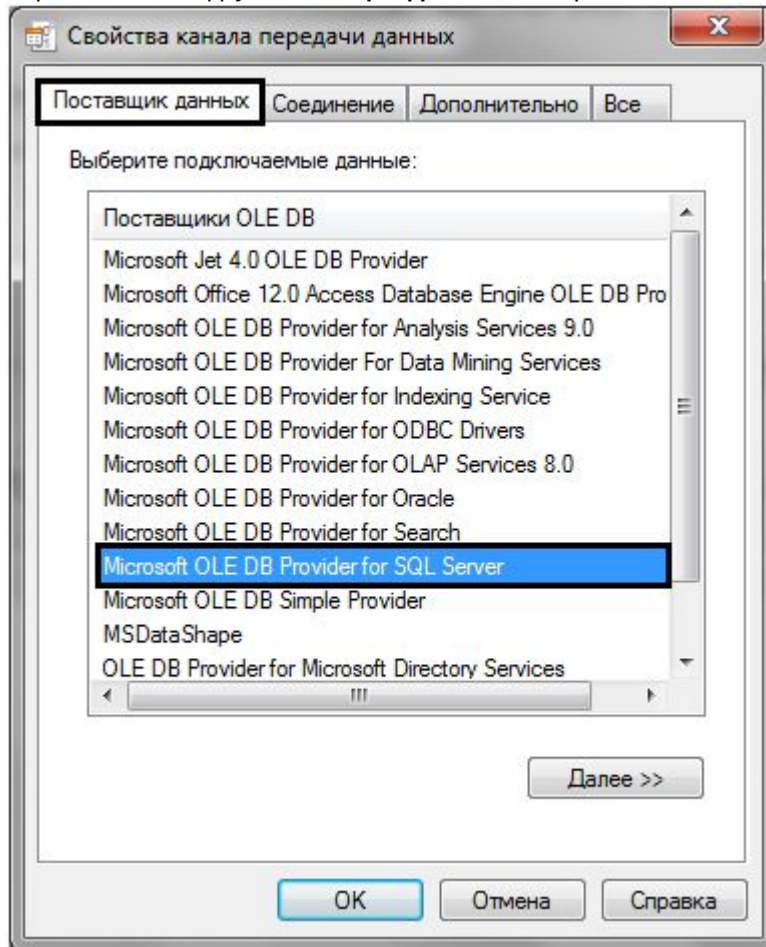 Свойства канала передачи данных
Поставщик данных Соединение Дополнительно Все
Выберите подключаемые данные:
Поставщики OLE DB
Microsoft Jet 4.0 OLE DB Provider
Microsoft Office 12.0 Access Database Engine OLE DB Pro
Microsoft OLE DB Provider for Analysis Services 9.0
Microsoft OLE DB Provider For Data Mining Services
Microsoft OLE DB Provider for Indexing Service
Microsoft OLE DB Provider for ODBC Drivers
Microsoft OLE DB Provider for OLAP Services 8.0
Microsoft OLE DB Provider for Oracle
Microsoft OLE DB Provider for Search
Microsoft OLE DB Provider for SQL Server
Microsoft OLE DB Simple Provider
MSDataShape
OLE DB Provider for Microsoft Directory Services
Далее >>
OK Отмена Справка